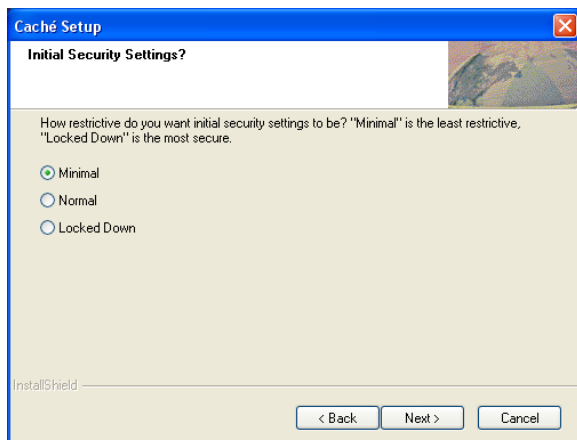 Caché Setup
Initial Security Settings?
How restrictive do you want initial security settings to be? "Minimal" is the least restrictive,
"Locked Down" is the most secure.
Minimal
Normal
Locked Down
InstallShield
< Back Next > Cancel